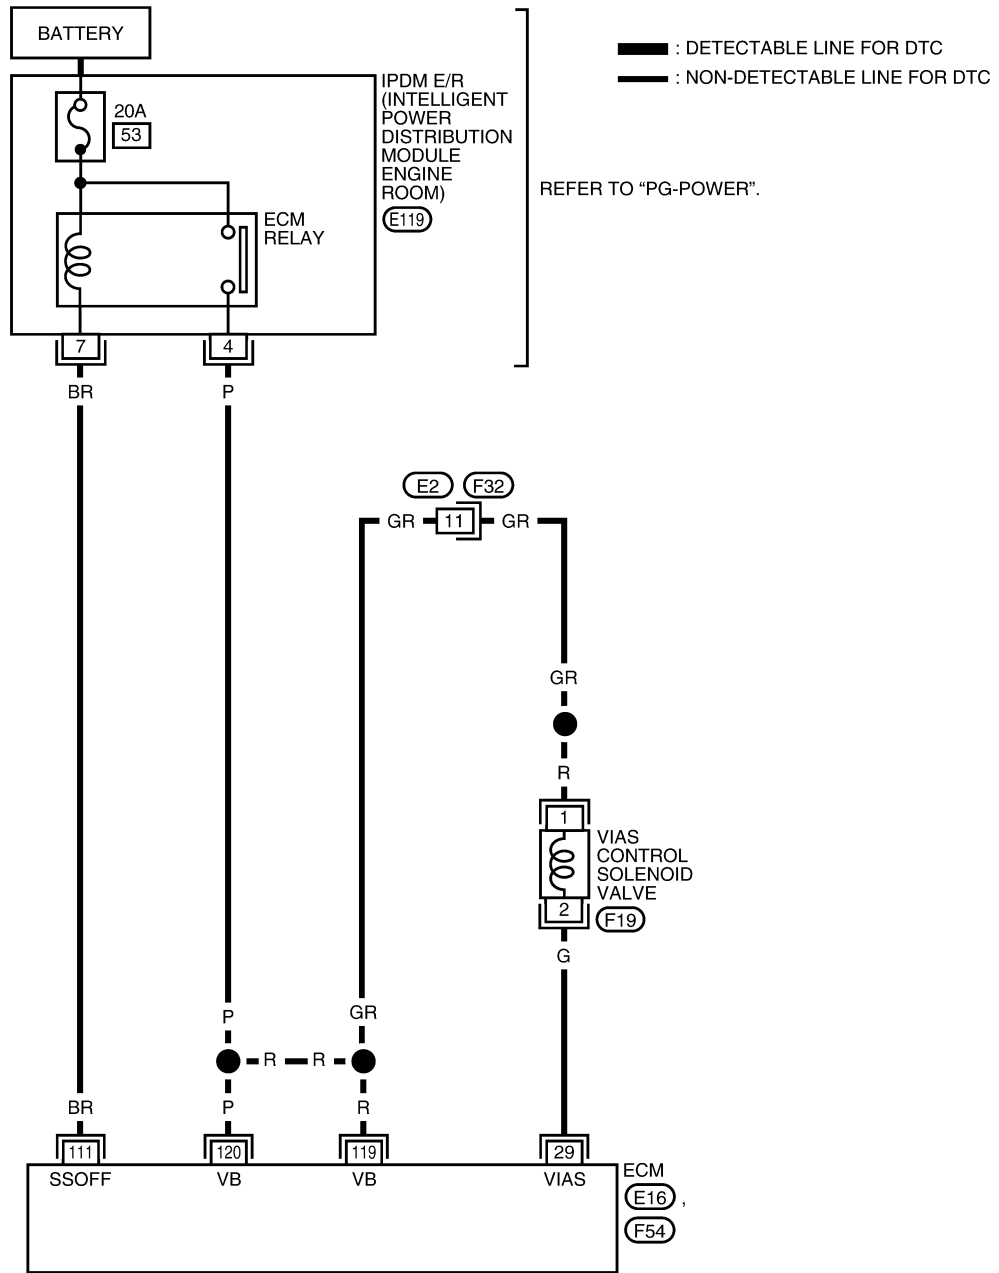 BATTERY
: DETECTABLE LINE FOR DTC
: NON-DETECTABLE LINE FOR DTC
IPDM E/R
(INTELLIGENT
POWER
DISTRIBUTION
MODULE
ENGINE
ROOM)
E119
20A
53
REFER TO “PG-POWER”.
ECM
RELAY
7
4
BR
P
E2
F32
GR
11
GR
GR
R
1
VIAS
CONTROL
SOLENOID
VALVE
2
F19
G
P
GR
R
R
BR
P
R
111
120
119
29
SSOFF
VB
VB
VIAS
ECM
E16 ,
F54